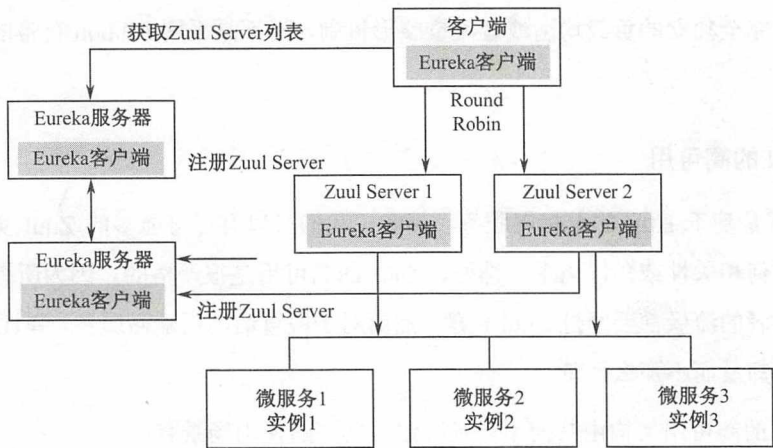 客户端
获取Zuul Server列表
Eureka客户端
Round
Robin
Eureka服务器
Eureka客户端
注册Zuul Server
Zuul Server 1
Eureka客户端
Zuul Server 2
Eureka客户端
Eureka服务器
Eureka客户端
注册Zuul Server
微服务1
实例1
微服务2
实例2
微服务3
实例3